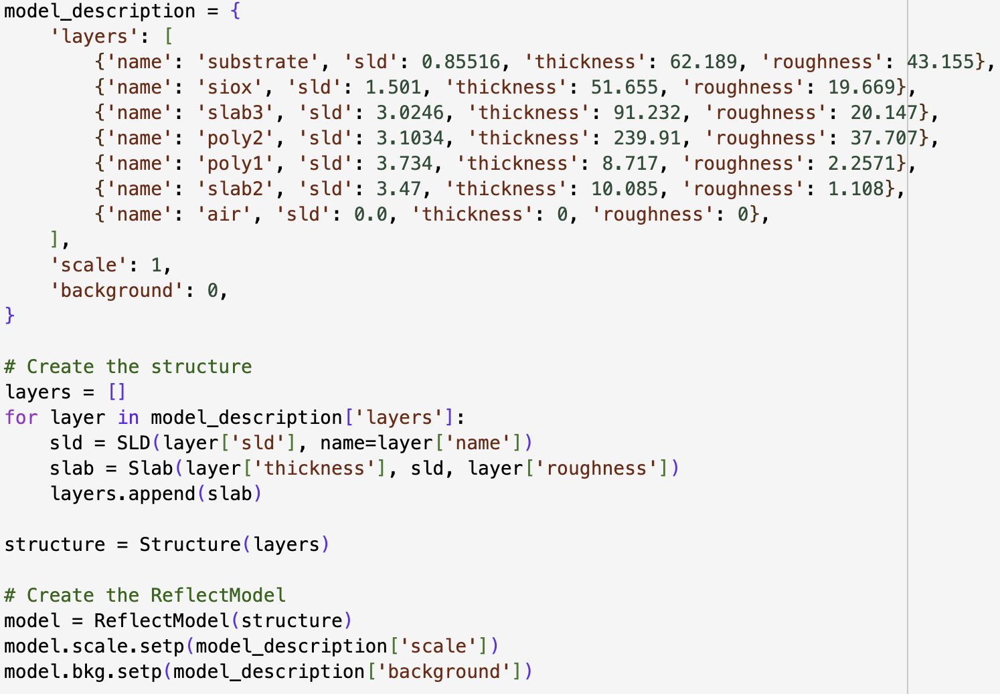 model_description = {
    'layers': [
        {'name': 'substrate', 'sld': 0.85516, 'thickness': 62.189, 'roughness': 43.155},
        {'name': 'siox', 'sld': 1.501, 'thickness': 51.655, 'roughness': 19.669},
        {'name': 'slab3', 'sld': 3.0246, 'thickness': 91.232, 'roughness': 20.147},
        {'name': 'poly2', 'sld': 3.1034, 'thickness': 239.91, 'roughness': 37.707},
        {'name': 'poly1', 'sld': 3.734, 'thickness': 8.717, 'roughness': 2.2571},
        {'name': 'slab2', 'sld': 3.47, 'thickness': 10.085, 'roughness': 1.108},
        {'name': 'air', 'sld': 0.0, 'thickness': 0, 'roughness': 0},
    ],
    'scale': 1,
    'background': 0,
}

# Create the structure
layers = []
for layer in model_description['layers']:
    sld = SLD(layer['sld'], name=layer['name'])
    slab = Slab(layer['thickness'], sld, layer['roughness'])
    layers.append(slab)

structure = Structure(layers)

# Create the ReflectModel
model = ReflectModel(structure)
model.scale.setp(model_description['scale'])
model.bkg.setp(model_description['background'])